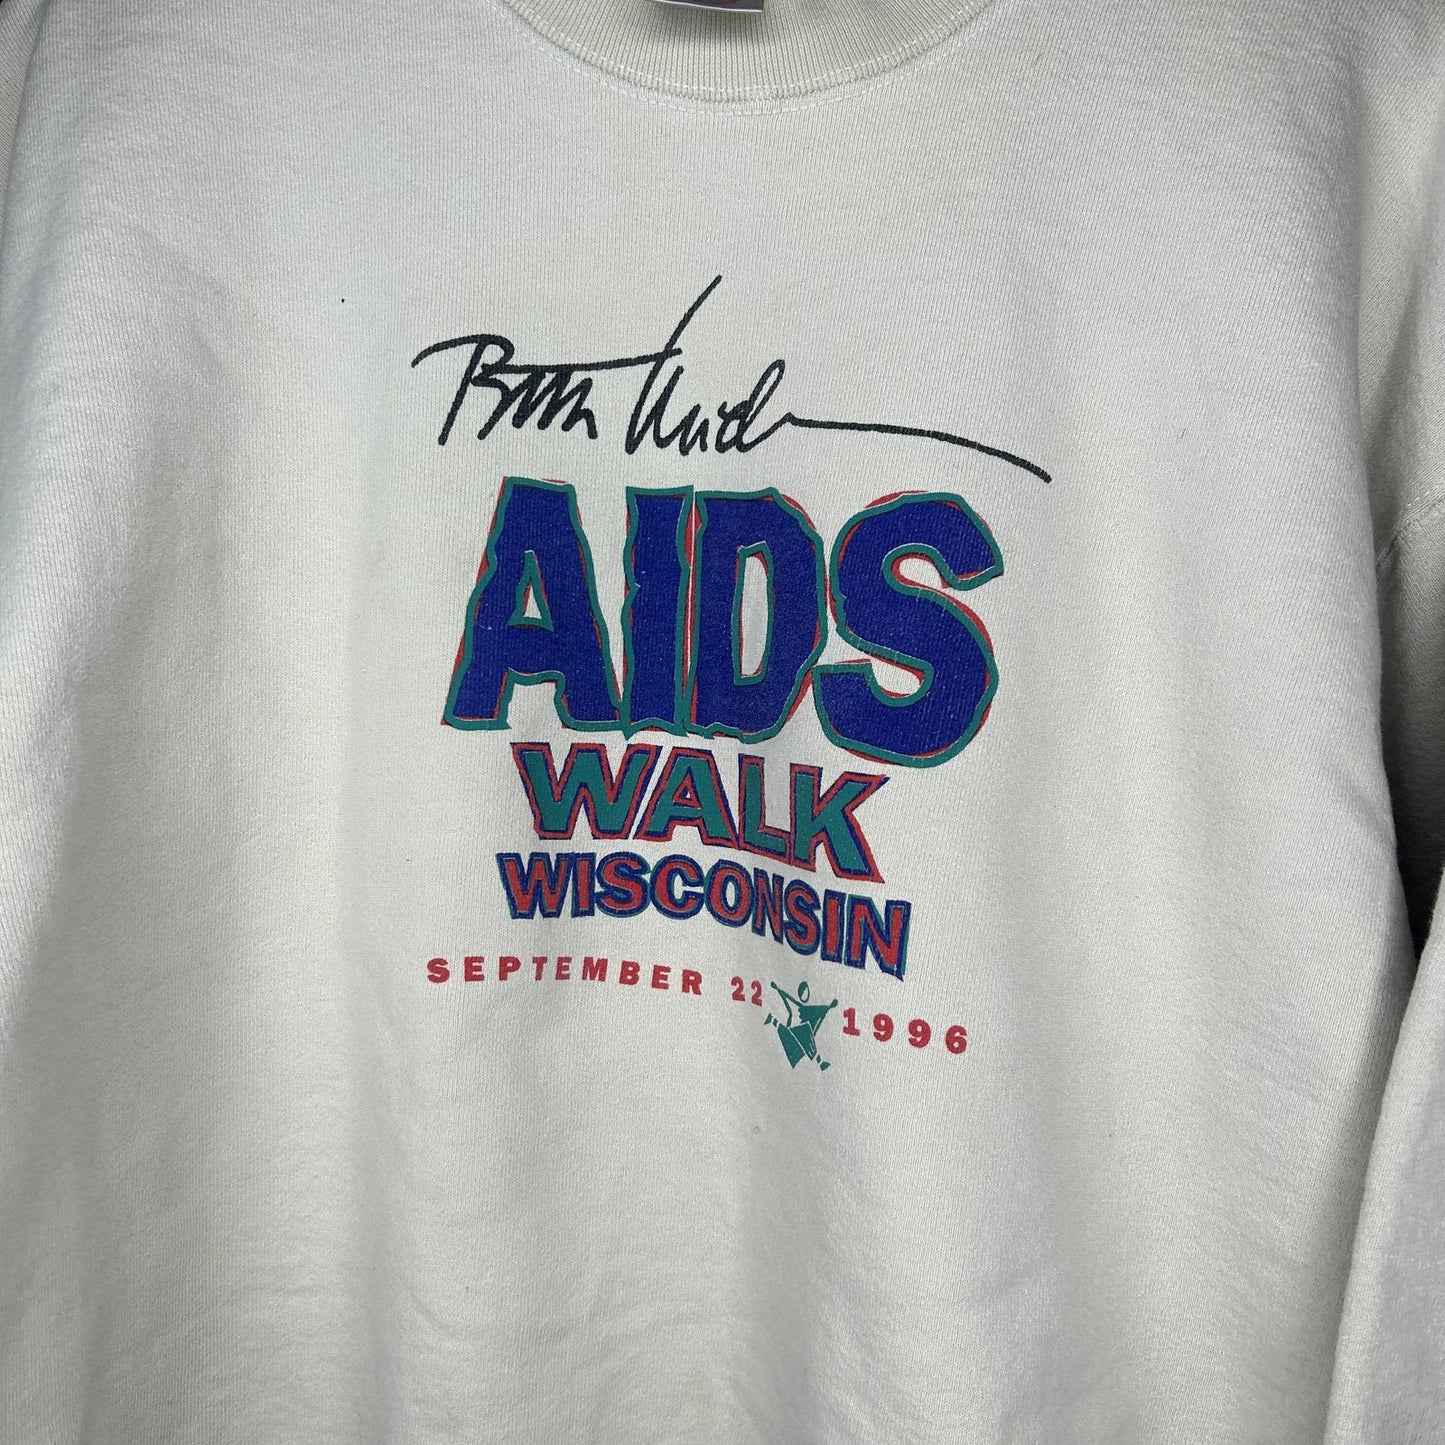 AIDS
WALK
WISCONSIN
SEPTEMBER 22 1996